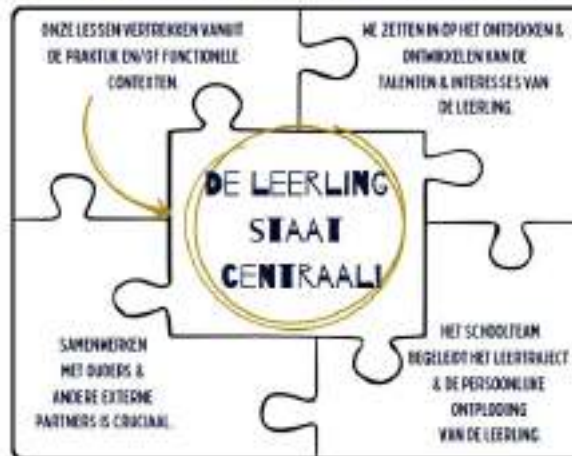 ONZE LESSEN VERTREKKEN VANUIT
DE PRAKTIJK EN/OF FUNCTIONELE
CONTEXTEN.
WE ZETTEN IN OP HET ONTDEKKEN &
ONTWIKKELEN VAN DE
TALENTEN & INTERESSES VAN
DE LEERLING.
DE LEERLING
STAAT
CENTRAAL!
SAMENWERKEN
MET OUDERS &
ANDERE EXTERNE
PARTNERS IS CRUCIAAL.
HET SCHOOLTEAM
BEGELEIDT HET LEERTRAJECT
& DE PERSOONLIJKE
ONTPLOOIING
VAN DE LEERLING.